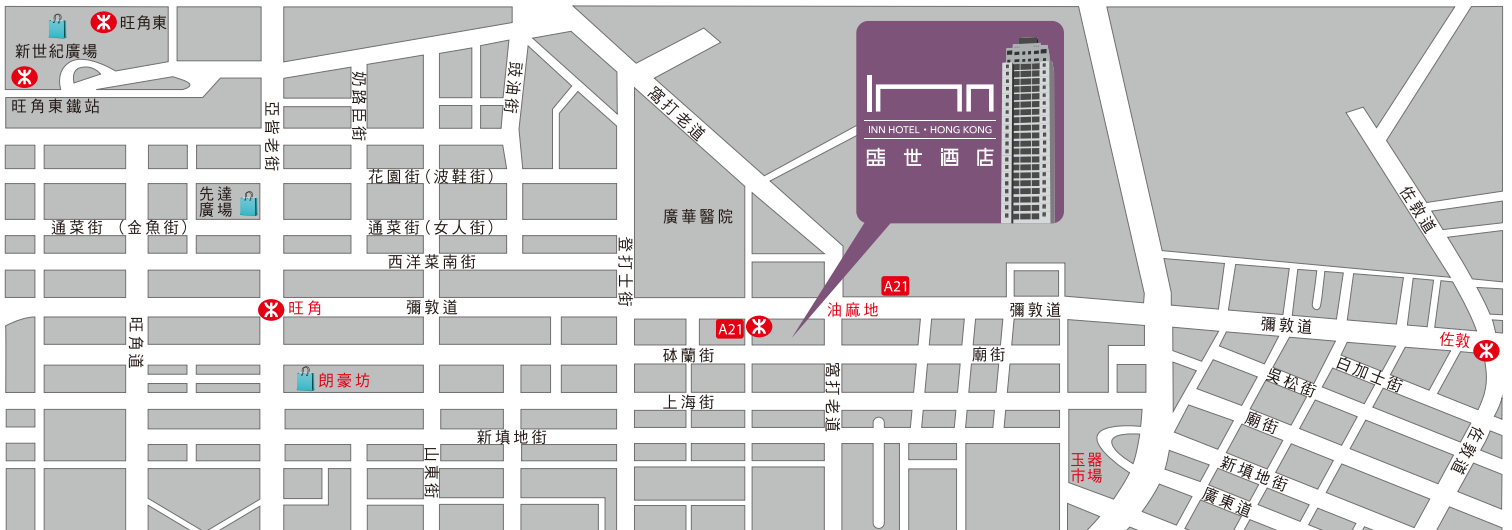 旺角東
新世紀廣場
旺角東鐵站
亞皆老街
奶路臣街
豉油街
窩打老道
INN HOTEL • HONG KONG
盛世酒店
花園街(波鞋街)
先達
廣場
通菜街 (金魚街)
通菜街(女人街)
廣華醫院
西洋菜南街
登打士街
佐敦道
A21
旺角
彌敦道
油麻地
彌敦道
彌敦道
A21
旺角道
砵蘭街
廟街
佐敦
朗豪坊
窩打老道
白加士街
吳松街
上海街
廟街
新填地街
山東街
佐敦道
玉器
市場
新填地街
廣東道